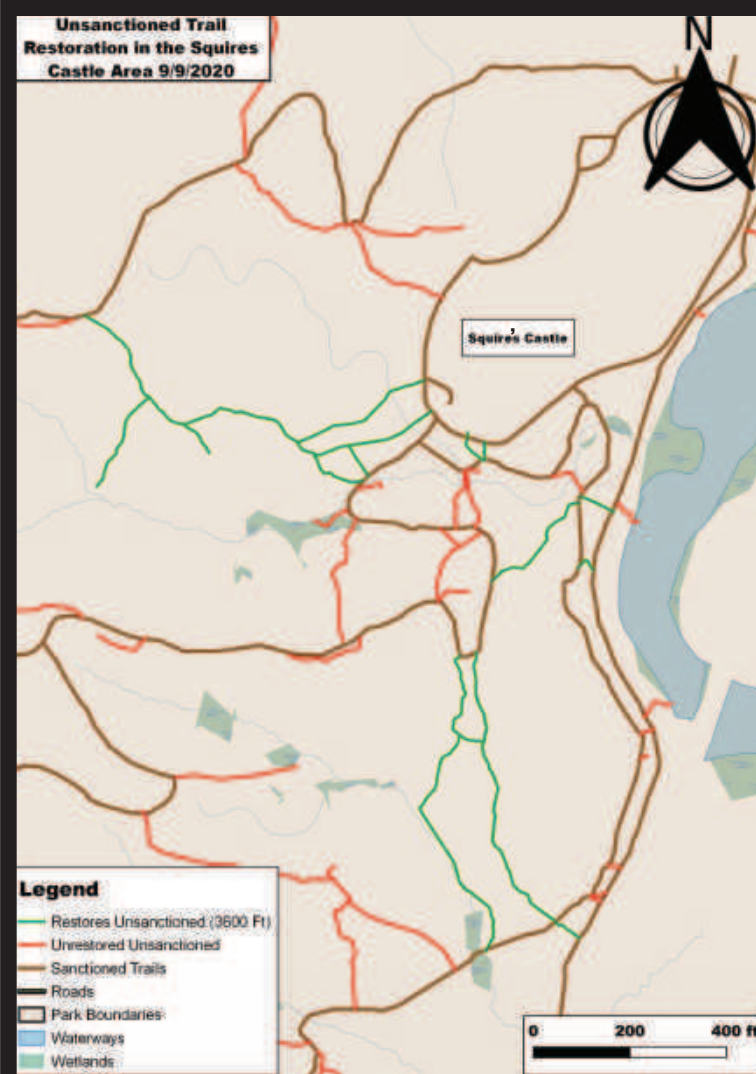 Unsanctioned Trail
Restoration in the Squires
Castle Area 9/9/2020
N
Squire's Castle
Legend
Restores Unsanctioned (3600 Ft)
Unrestored Unsanctioned
Sanctioned Trails
Roads
Park Boundaries
Waterways
Wetlands
0 200 400 ft